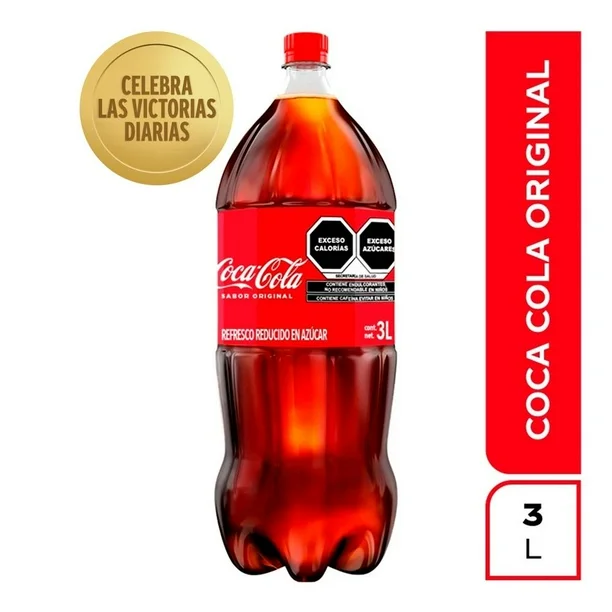 CELEBRA
LAS VICTORIAS
DIARIAS
EXCESO
CALORÍAS
EXCESO
AZÚCARES
SECRETARÍA DE SALUD
CONTIENE EDULCORANTES,
NO RECOMENDABLE EN NIÑOS
CONTIENE CAFEÍNA EVITAR EN NIÑOS
Coca-Cola
SABOR ORIGINAL
REFRESCO REDUCIDO EN AZÚCAR
cont.
net. 3L
COCA COLA ORIGINAL
3
L